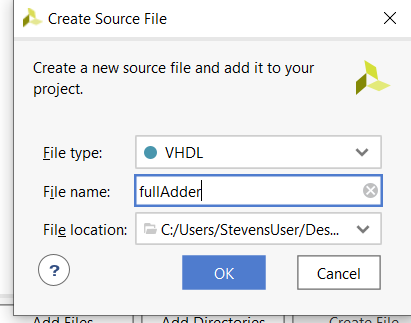 Create Source File
Create a new source file and add it to your
project.
File type: VHDL
File name: fullAdder
File location: C:/Users/StevensUser/Des...
? OK Cancel
Add Files Add Directories Create File